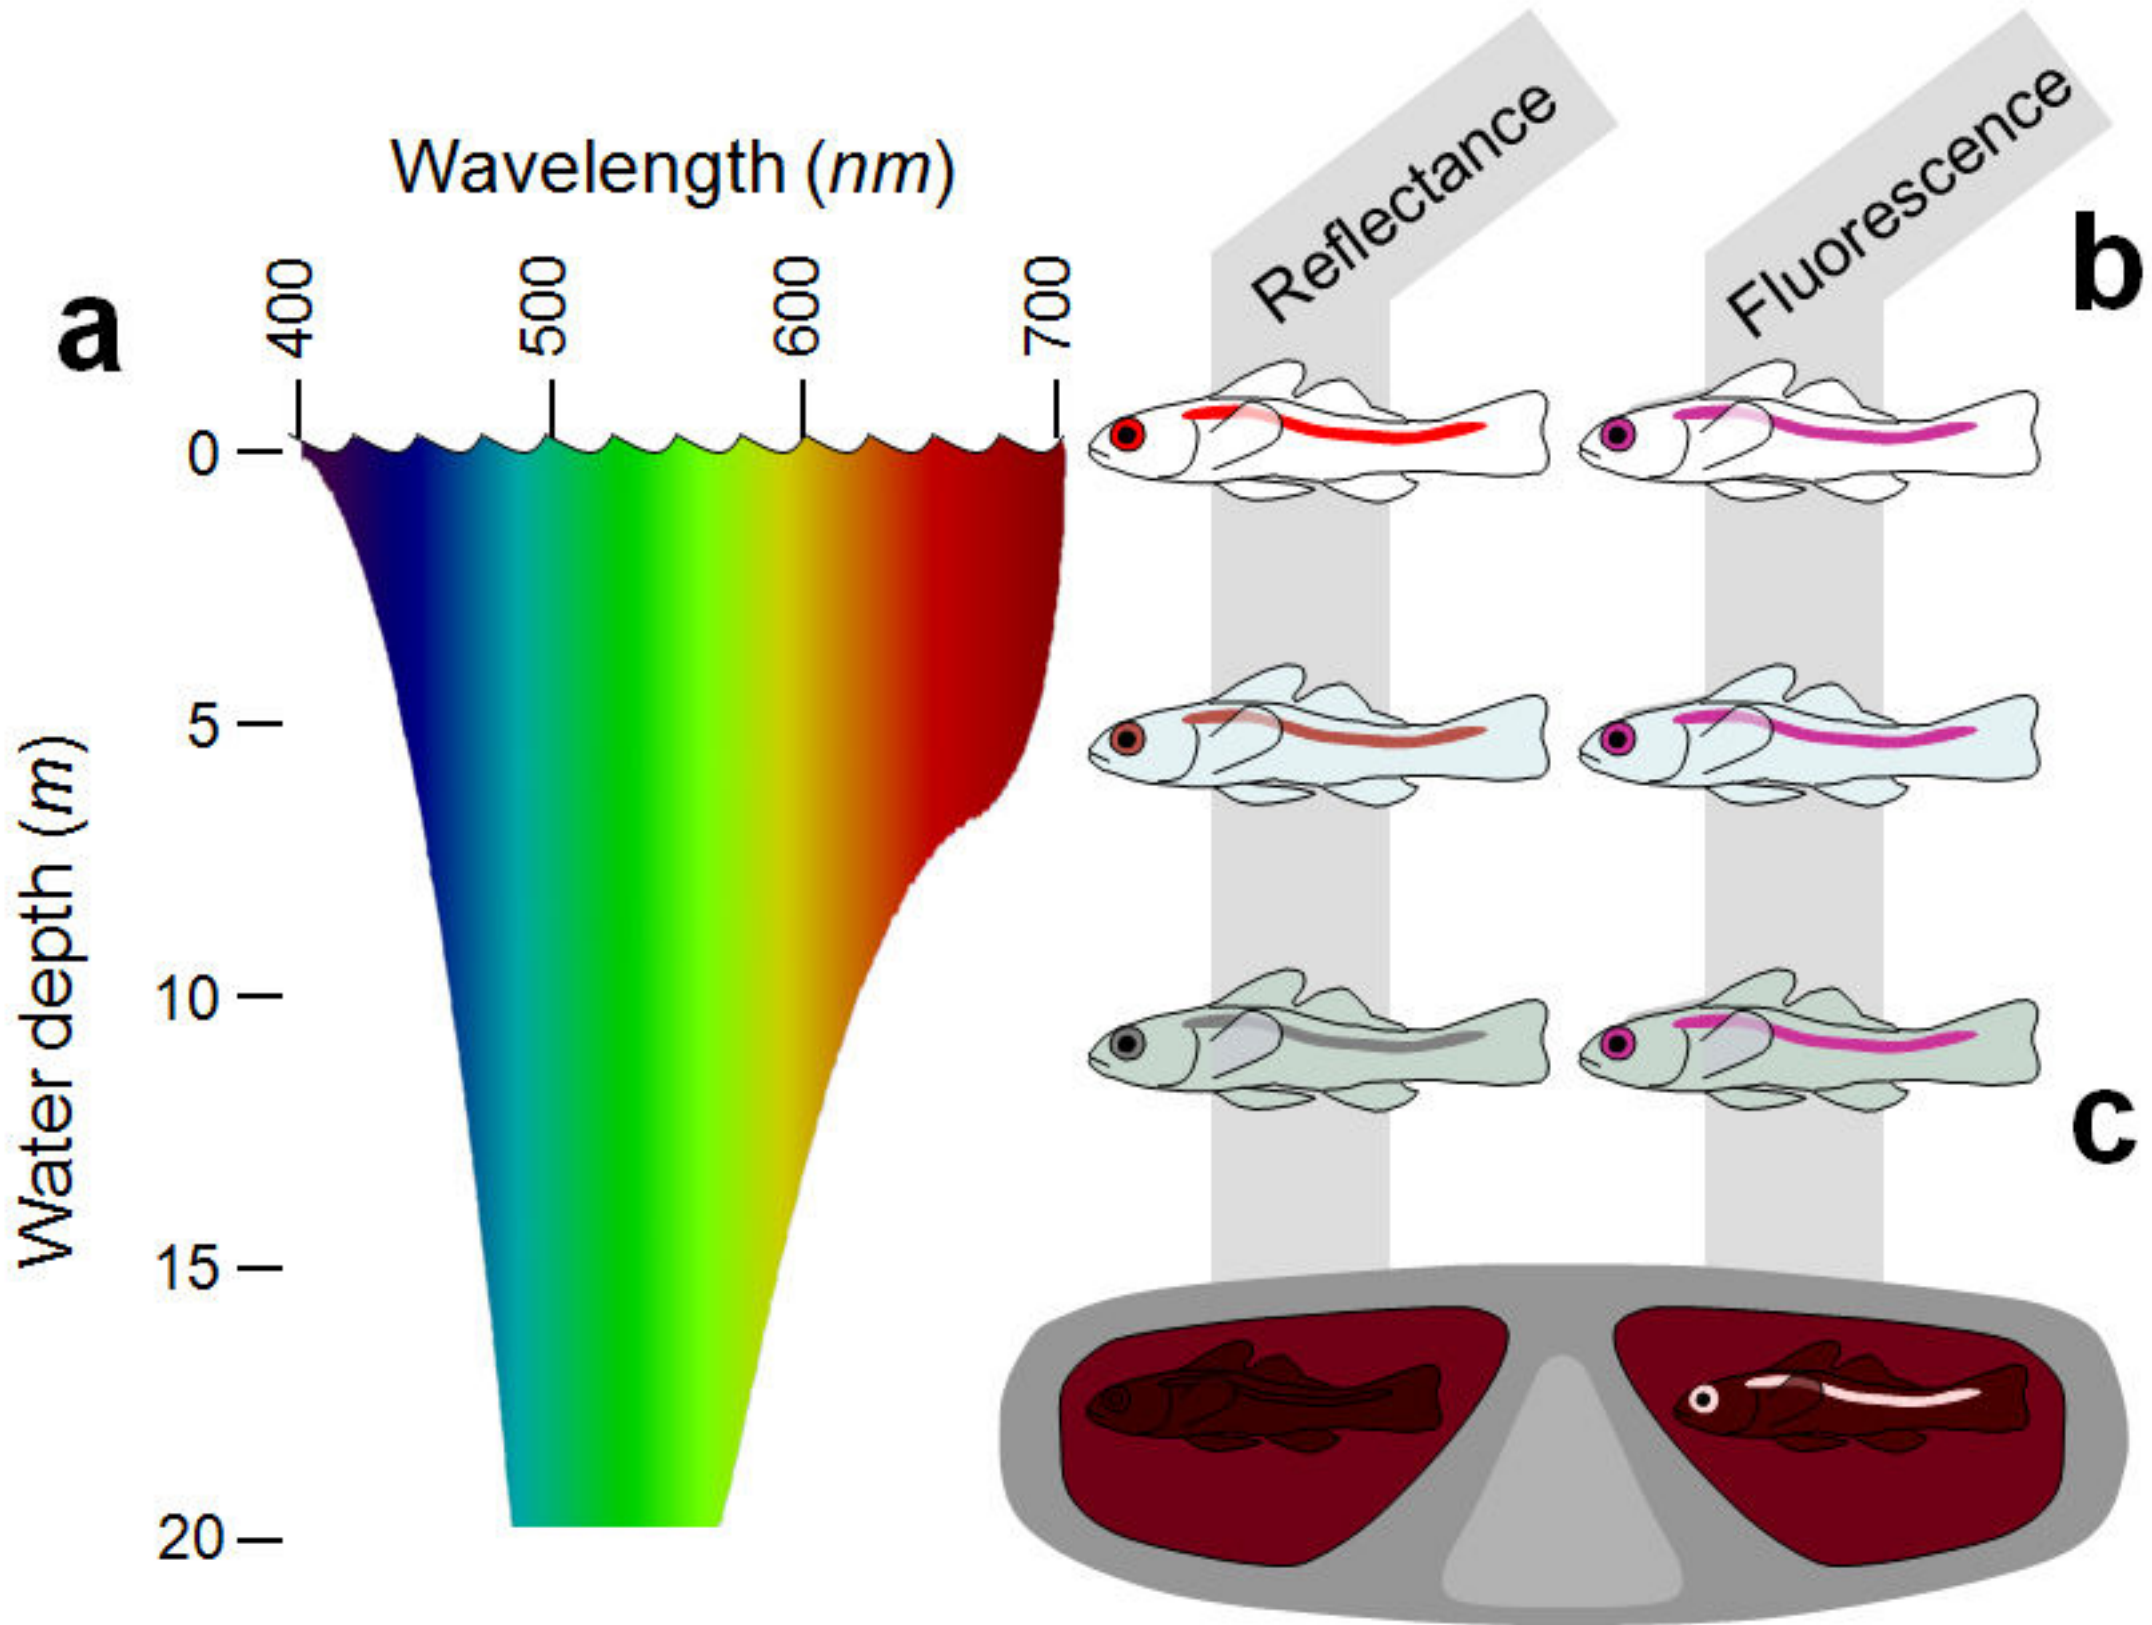 Wavelength (nm)
400
500
600
700
a
Water depth (m)
0
5
10
15
20
Reflectance
Fluorescence
b
c